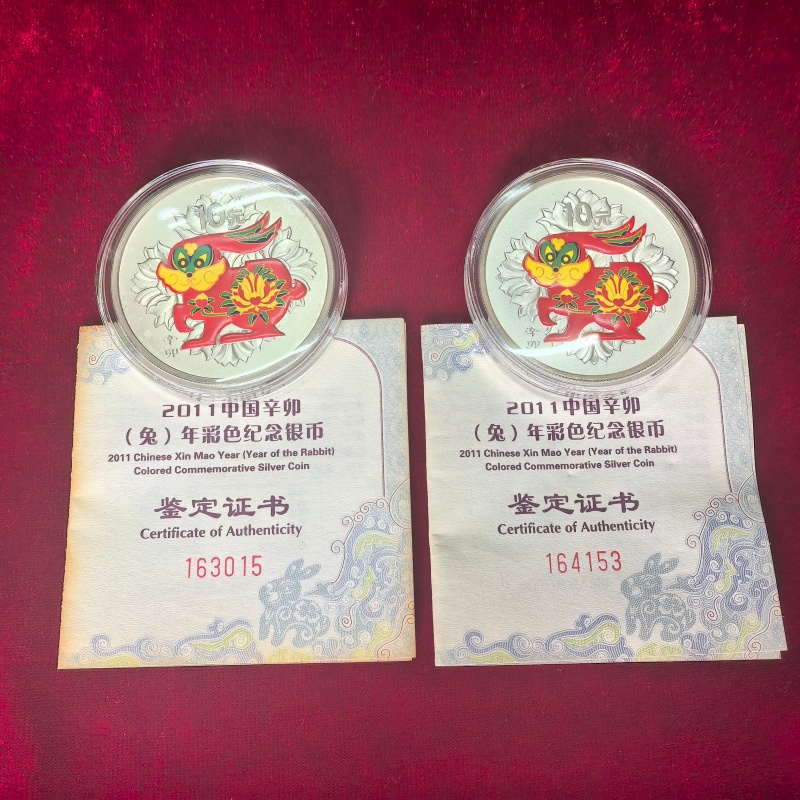 10元
辛
卯
2011中国辛卯
（兔）年彩色纪念银币
2011 Chinese Xin Mao Year (Year of the Rabbit)
Colored Commemorative Silver Coin
鉴定证书
Certificate of Authenticity
163015
10元
辛
卯
2011中国辛卯
（兔）年彩色纪念银币
2011 Chinese Xin Mao Year (Year of the Rabbit)
Colored Commemorative Silver Coin
鉴定证书
Certificate of Authenticity
164153